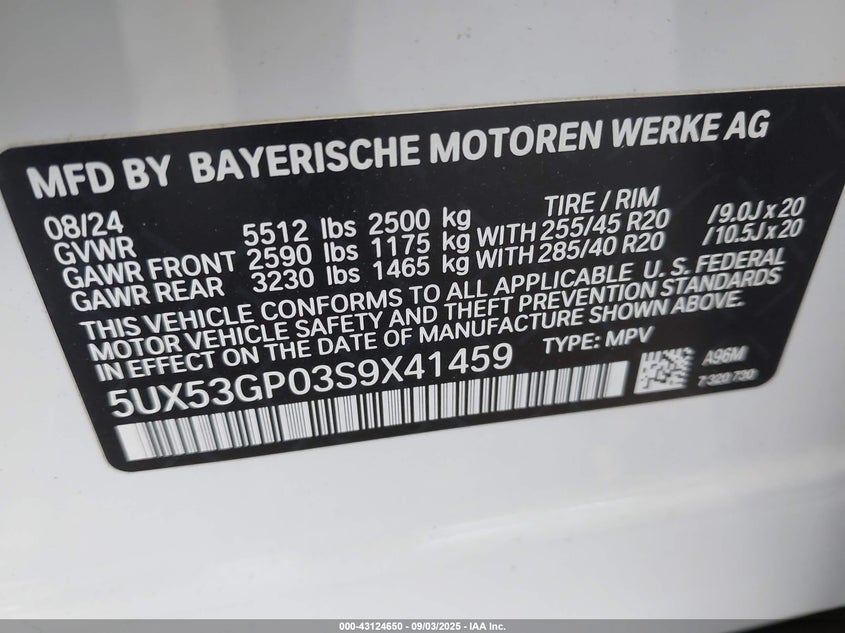 MFD BY BAYERISCHE MOTOREN WERKE AG
08/24 TIRE / RIM
GVWR 5512 lbs 2500 kg
GAWR FRONT 2590 lbs 1175 kg WITH 255/45 R20 /9.0J x 20
GAWR REAR 3230 lbs 1465 kg WITH 285/40 R20 /10.5J x 20
THIS VEHICLE CONFORMS TO ALL APPLICABLE U.S. FEDERAL
MOTOR VEHICLE SAFETY AND THEFT PREVENTION STANDARDS
IN EFFECT ON THE DATE OF MANUFACTURE SHOWN ABOVE.
5UX53GP03S9X41459 TYPE: MPV
A96M
7 320 730
000-43124650 - 09/03/2025 - IAA Inc.